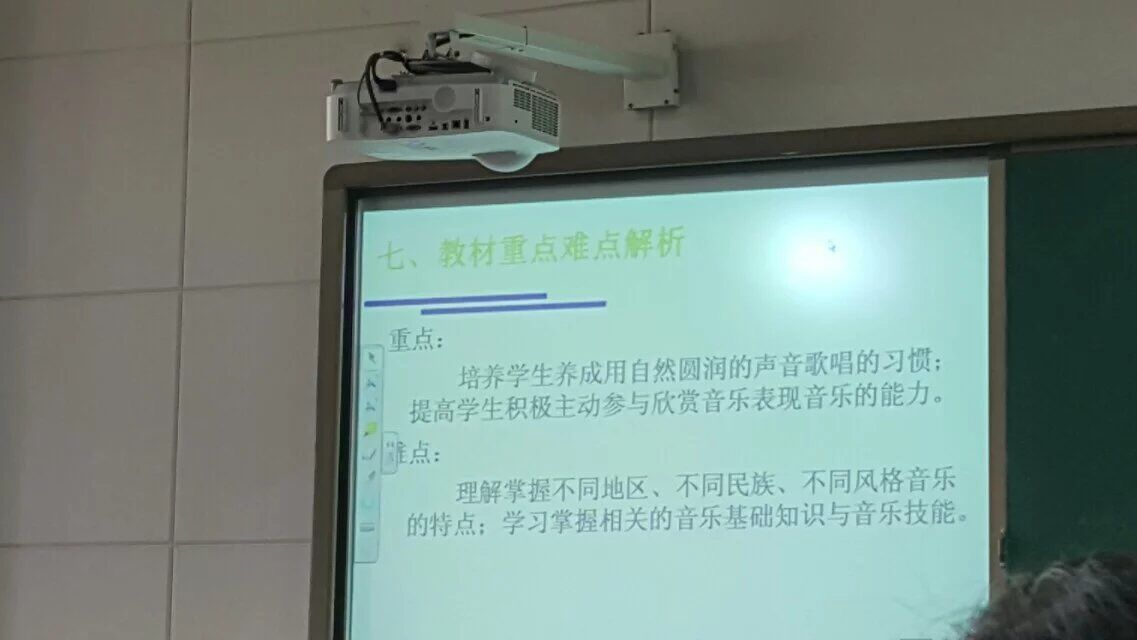 七、教材重点难点解析
重点：
培养学生养成用自然圆润的声音歌唱的习惯；
提高学生积极主动参与欣赏音乐表现音乐的能力。
难点：
理解掌握不同地区、不同民族、不同风格音乐
的特点；学习掌握相关的音乐基础知识与音乐技能。